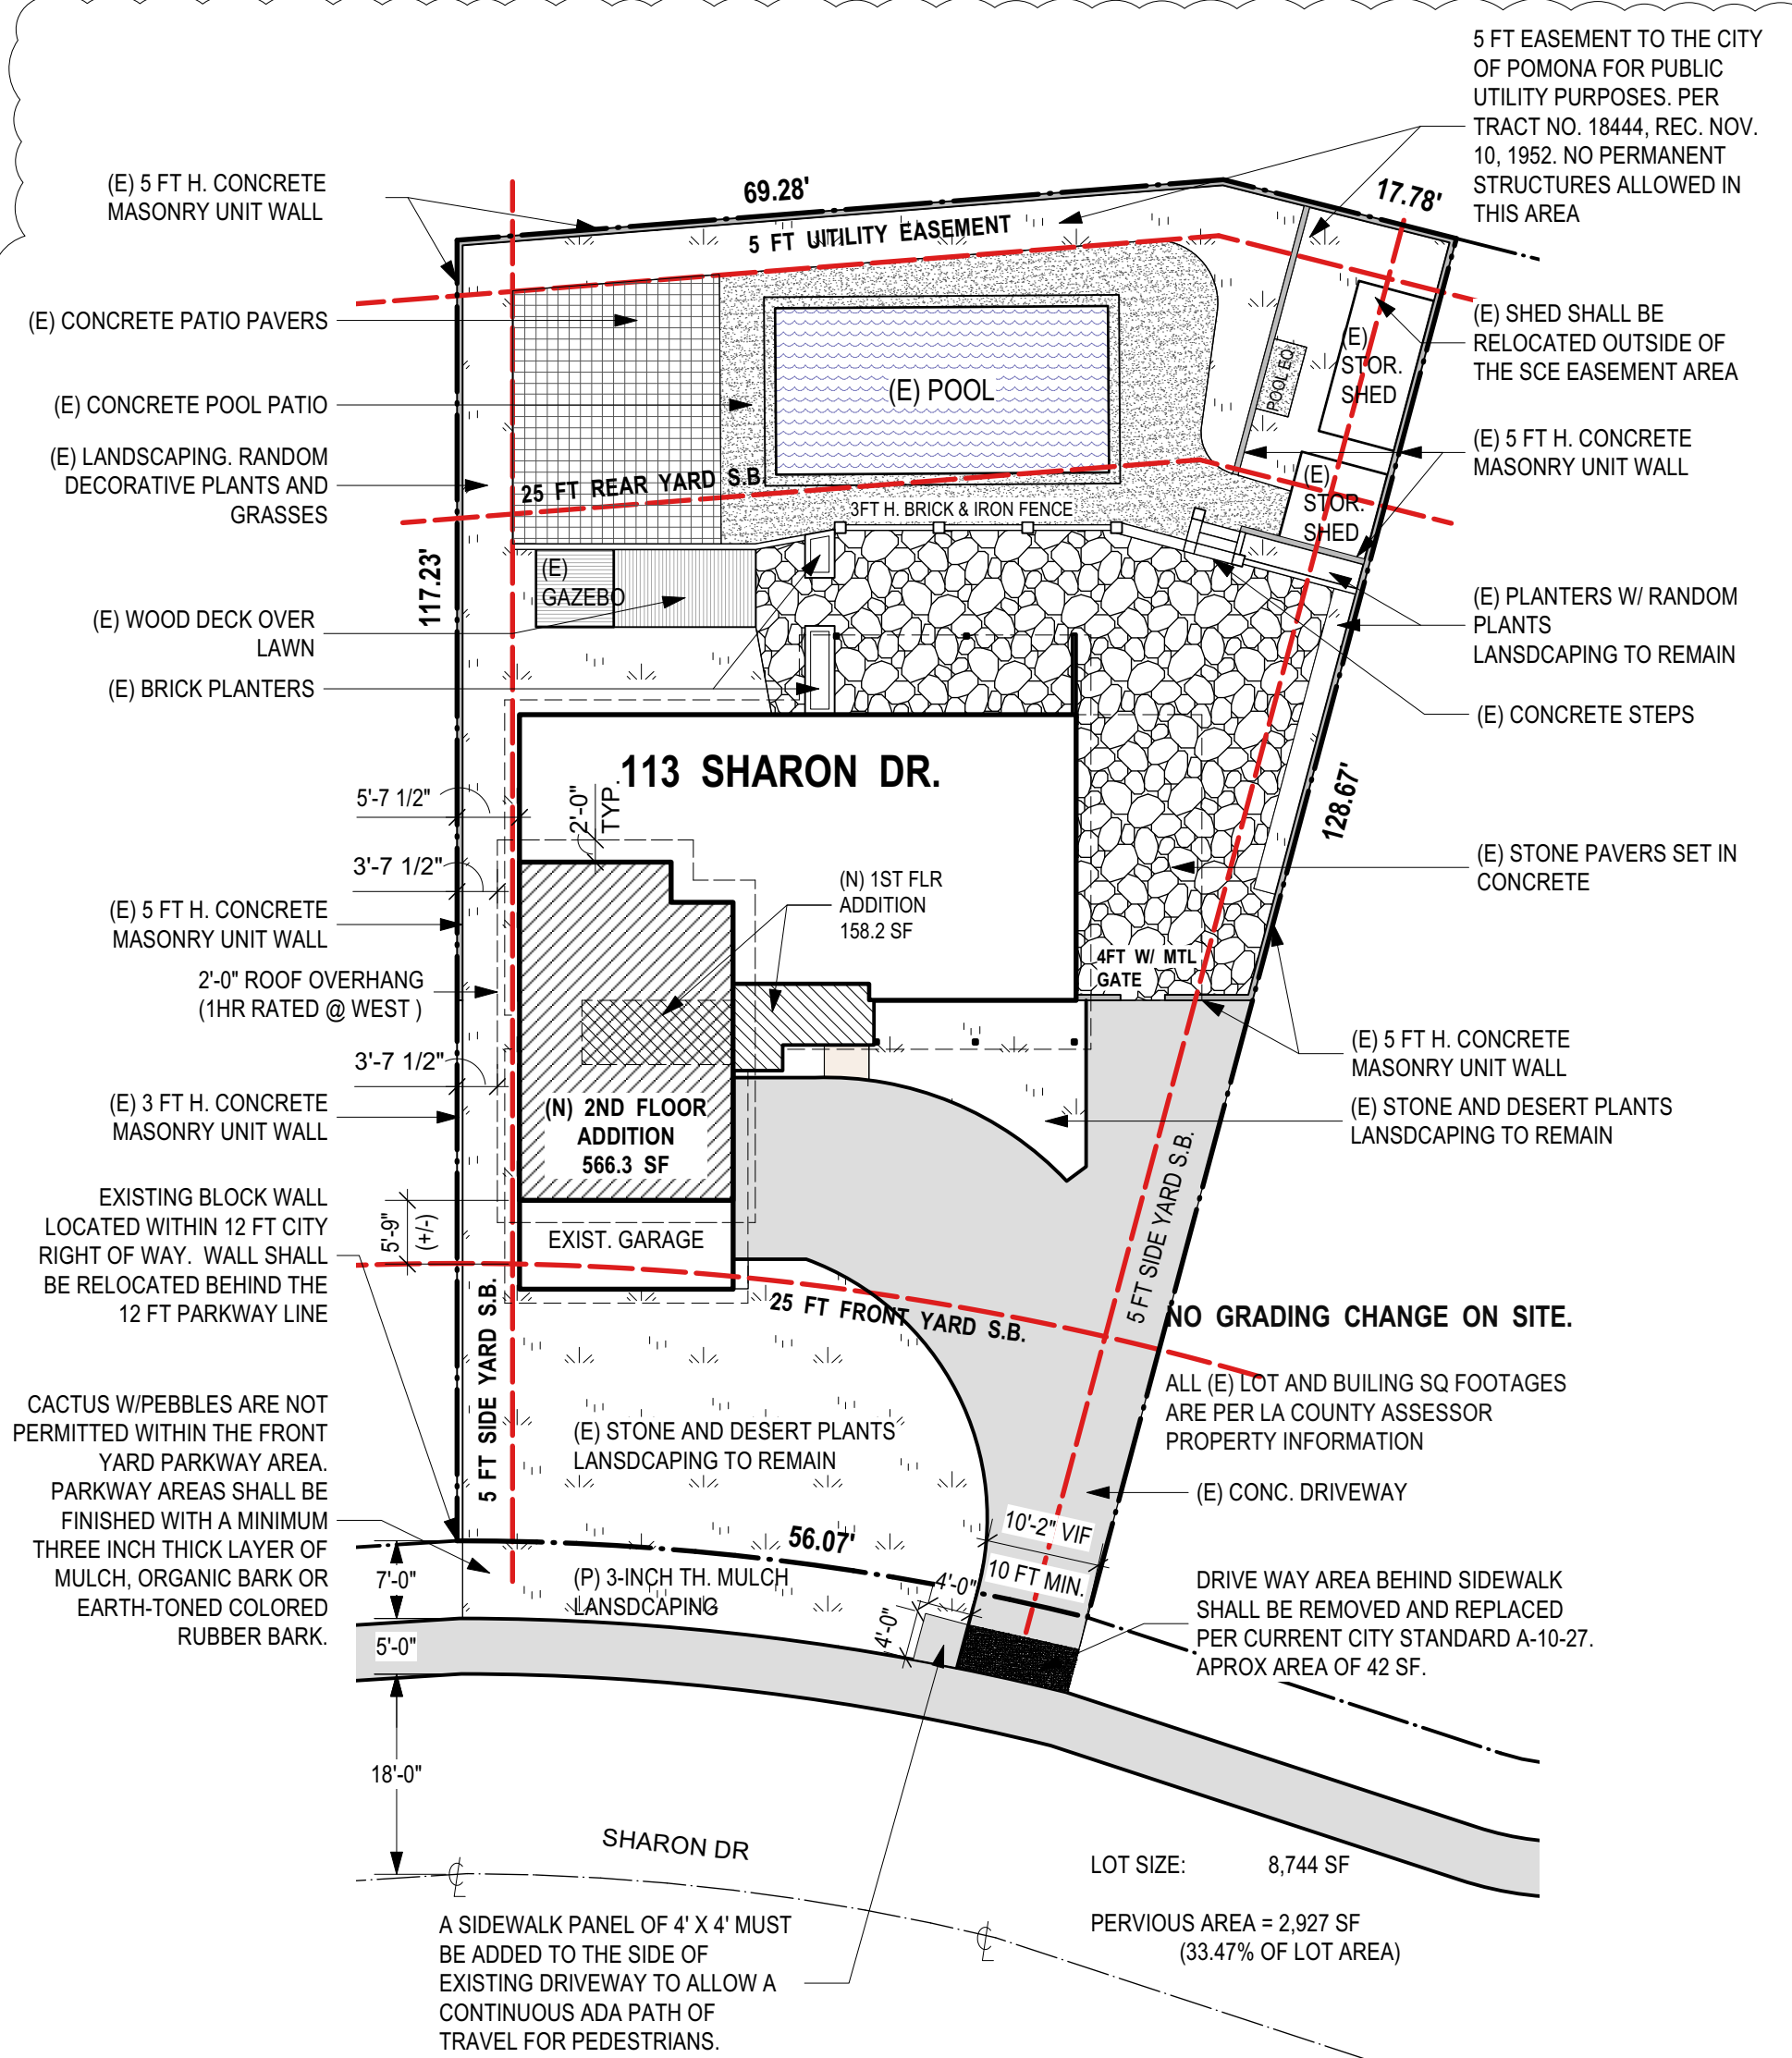 5 FT EASEMENT TO THE CITY
OF POMONA FOR PUBLIC
UTILITY PURPOSES. PER
TRACT NO. 18444, REC. NOV.
10, 1952. NO PERMANENT
STRUCTURES ALLOWED IN
THIS AREA
(E) 5 FT H. CONCRETE
MASONRY UNIT WALL
69.28'
17.78'
5 FT UITILITY EASEMENT
(E) CONCRETE PATIO PAVERS
(E) SHED SHALL BE
RELOCATED OUTSIDE OF
THE SCE EASEMENT AREA
(E)
STOR.
SHED
POOL EQ
(E) POOL
(E) CONCRETE POOL PATIO
(E) 5 FT H. CONCRETE
MASONRY UNIT WALL
(E) LANDSCAPING. RANDOM
DECORATIVE PLANTS AND
GRASSES
25 FT REAR YARD S.B.
3FT H. BRICK & IRON FENCE
(E)
STOR.
SHED
117.23'
(E)
GAZEBO
(E) WOOD DECK OVER
LAWN
(E) PLANTERS W/ RANDOM
PLANTS
LANSDCAPING TO REMAIN
(E) BRICK PLANTERS
(E) CONCRETE STEPS
113 SHARON DR.
5'-7 1/2"
2'-0"
TYP.
128.67'
3'-7 1/2"
(E) STONE PAVERS SET IN
CONCRETE
(N) 1ST FLR
ADDITION
158.2 SF
(E) 5 FT H. CONCRETE
MASONRY UNIT WALL
4FT W/ MTL
GATE
2'-0" ROOF OVERHANG
(1HR RATED @ WEST )
(E) 5 FT H. CONCRETE
MASONRY UNIT WALL
3'-7 1/2"
(E) 3 FT H. CONCRETE
MASONRY UNIT WALL
(N) 2ND FLOOR
ADDITION
566.3 SF
(E) STONE AND DESERT PLANTS
LANSDCAPING TO REMAIN
EXISTING BLOCK WALL
LOCATED WITHIN 12 FT CITY
RIGHT OF WAY. WALL SHALL
BE RELOCATED BEHIND THE
12 FT PARKWAY LINE
5'-9"
(+/-)
EXIST. GARAGE
5 FT SIDE YARD S.B.
25 FT FRONT YARD S.B.
NO GRADING CHANGE ON SITE.
5 FT SIDE YARD S.B.
ALL (E) LOT AND BUILING SQ FOOTAGES
ARE PER LA COUNTY ASSESSOR
PROPERTY INFORMATION
CACTUS W/PEBBLES ARE NOT
PERMITTED WITHIN THE FRONT
YARD PARKWAY AREA.
PARKWAY AREAS SHALL BE
FINISHED WITH A MINIMUM
THREE INCH THICK LAYER OF
MULCH, ORGANIC BARK OR
EARTH-TONED COLORED
RUBBER BARK.
(E) STONE AND DESERT PLANTS
LANSDCAPING TO REMAIN
(E) CONC. DRIVEWAY
10'-2" VIF
10 FT MIN.
56.07'
7'-0"
(P) 3-INCH TH. MULCH
LANSDCAPING
4'-0"
4'-0"
DRIVE WAY AREA BEHIND SIDEWALK
SHALL BE REMOVED AND REPLACED
PER CURRENT CITY STANDARD A-10-27.
APROX AREA OF 42 SF.
5'-0"
18'-0"
SHARON DR
LOT SIZE: 8,744 SF
PERVIOUS AREA = 2,927 SF
(33.47% OF LOT AREA)
A SIDEWALK PANEL OF 4' X 4' MUST
BE ADDED TO THE SIDE OF
EXISTING DRIVEWAY TO ALLOW A
CONTINUOUS ADA PATH OF
TRAVEL FOR PEDESTRIANS.